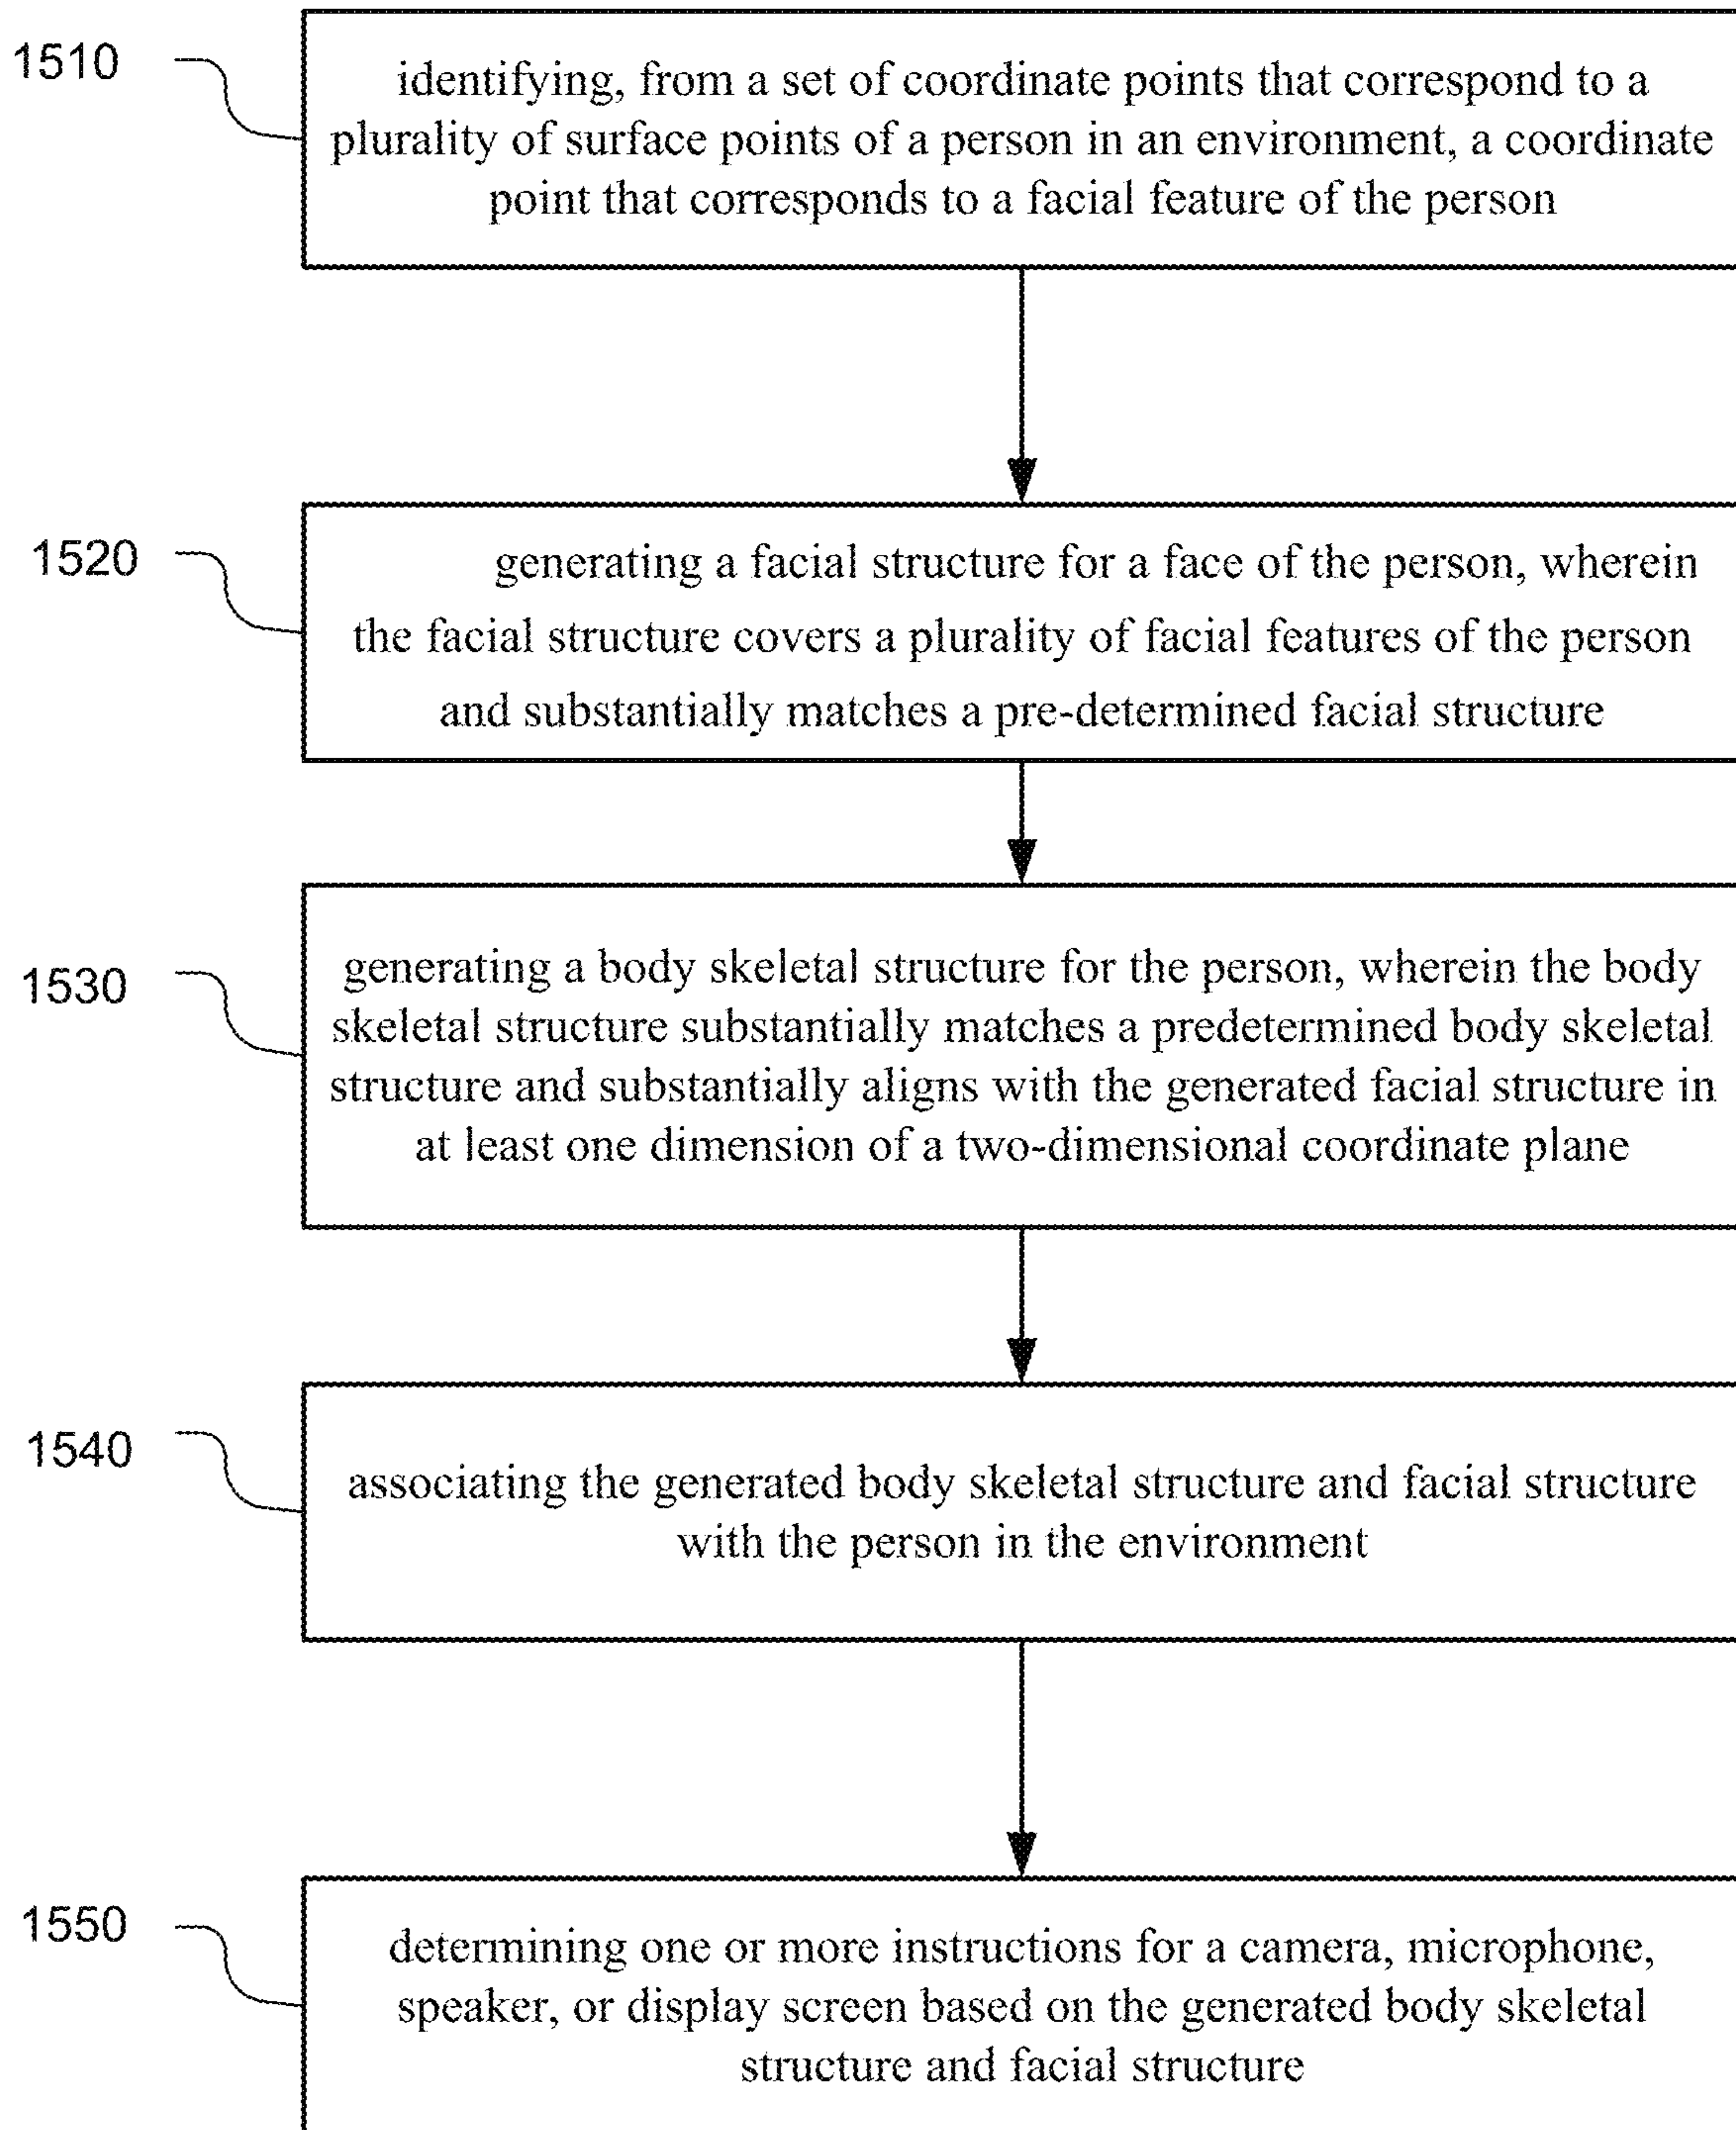 1510
identifying, from a set of coordinate points that correspond to a
plurality of surface points of a person in an environment, a coordinate
point that corresponds to a facial feature of the person
1520
generating a facial structure for a face of the person, wherein
the facial structure covers a plurality of facial features of the person
and substantially matches a pre-determined facial structure
1530
generating a body skeletal structure for the person, wherein the body
skeletal structure substantially matches a predetermined body skeletal
structure and substantially aligns with the generated facial structure in
at least one dimension of a two-dimensional coordinate plane
1540
associating the generated body skeletal structure and facial structure
with the person in the environment
1550
determining one or more instructions for a camera, microphone,
speaker, or display screen based on the generated body skeletal
structure and facial structure